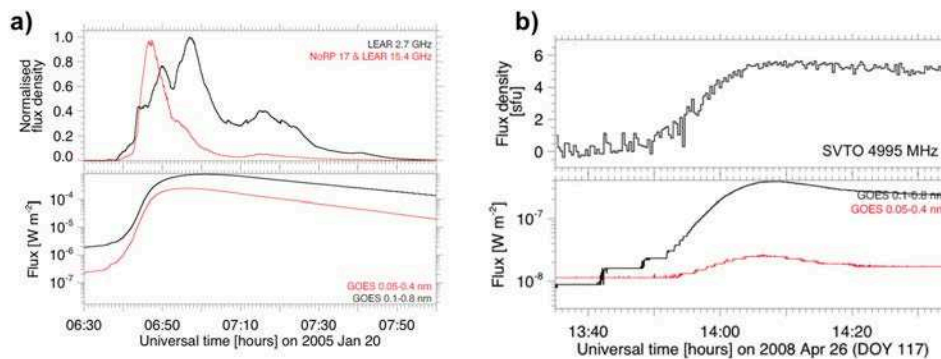 a)
Normalised
flux density
1.0
0.8
0.6
0.4
0.2
0.0
LEAR 2.7 GHz
NoRP 17 & LEAR 15.4 GHz
Flux [W m-2]
10-4
10-5
10-6
10-7
GOES 0.05-0.4 nm
GOES 0.1-0.8 nm
06:30 06:50 07:10 07:30 07:50
Universal time [hours] on 2005 Jan 20
b)
Flux density
[sfu]
6
4
2
0
SVTO 4995 MHz
Flux [W m-2]
10-7
10-8
GOES 0.1-0.8 nm
GOES 0.05-0.4 nm
13:40 14:00 14:20
Universal time [hours] on 2008 Apr 26 (DOY 117)